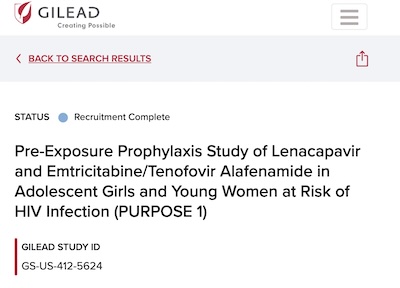 GILEAD
Creating Possible
BACK TO SEARCH RESULTS
STATUS Recruitment Complete
Pre-Exposure Prophylaxis Study of Lenacapavir
and Emtricitabine/Tenofovir Alafenamide in
Adolescent Girls and Young Women at Risk of
HIV Infection (PURPOSE 1)
GILEAD STUDY ID
GS-US-412-5624